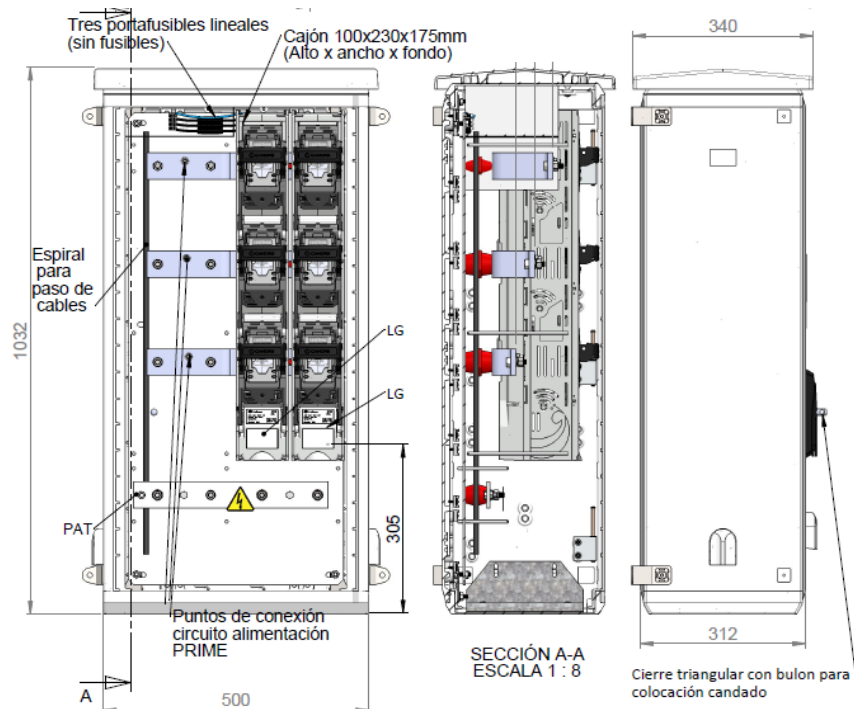 Tres portafusibles lineales
(sin fusibles)
Cajón 100x230x175mm
(Alto x ancho x fondo)
340
1032
Espiral
para
paso de
cables
LG
LG
305
PAT
Puntos de conexión
circuito alimentación
PRIME
A
500
SECCIÓN A-A
ESCALA 1 : 8
312
Cierre triangular con bulon para
colocación candado